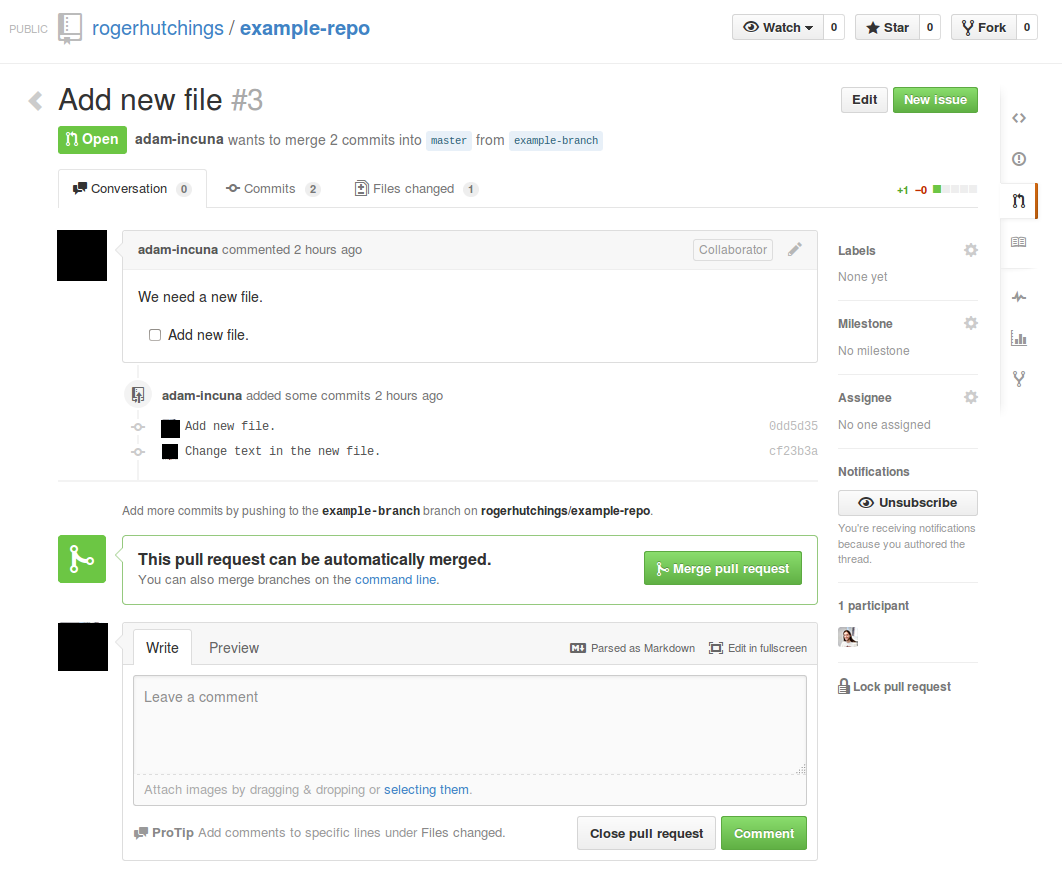 PUBLIC rogerhutchings / example-repo Watch 0 Star 0 Fork 0
Add new file #3 Edit New issue
Open adam-incuna wants to merge 2 commits into master from example-branch
Conversation 0 Commits 2 Files changed 1 +1 −0
adam-incuna commented 2 hours ago Collaborator
We need a new file.
Add new file.
adam-incuna added some commits 2 hours ago
Add new file. 0dd5d35
Change text in the new file. cf23b3a
Add more commits by pushing to the example-branch branch on rogerhutchings/example-repo.
This pull request can be automatically merged.
You can also merge branches on the command line.
Merge pull request
Write Preview Parsed as Markdown Edit in fullscreen
Leave a comment
Attach images by dragging & dropping or selecting them.
ProTip Add comments to specific lines under Files changed.
Close pull request Comment
Labels
None yet
Milestone
No milestone
Assignee
No one assigned
Notifications
Unsubscribe
You're receiving notifications
because you authored the
thread.
1 participant
Lock pull request